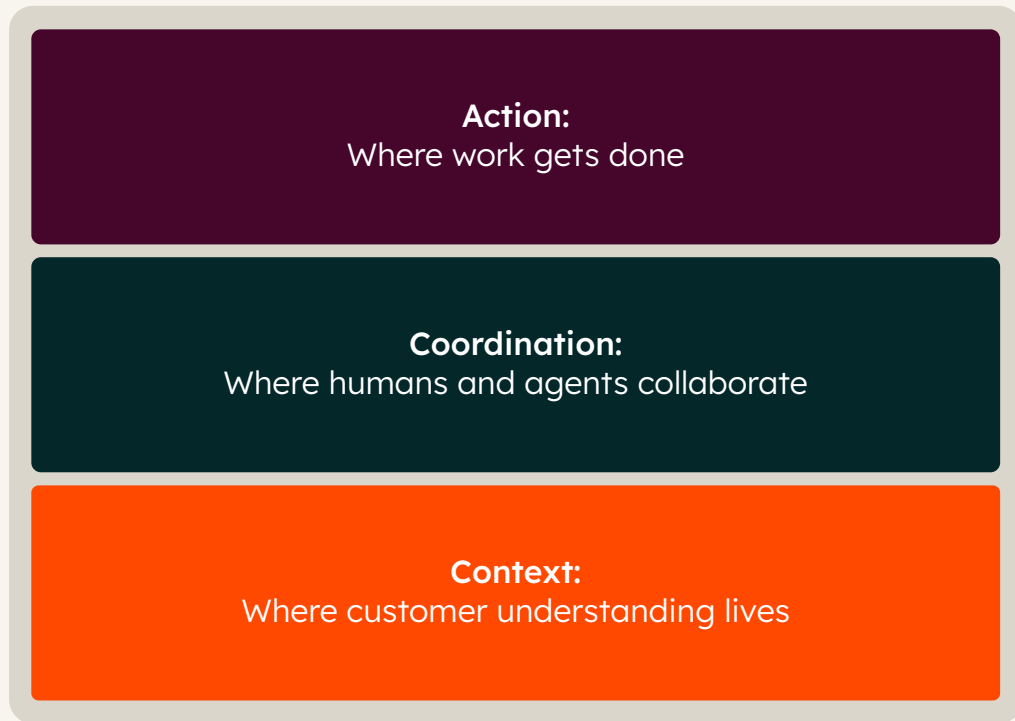 Action:
Where work gets done
Coordination:
Where humans and agents collaborate
Context:
Where customer understanding lives